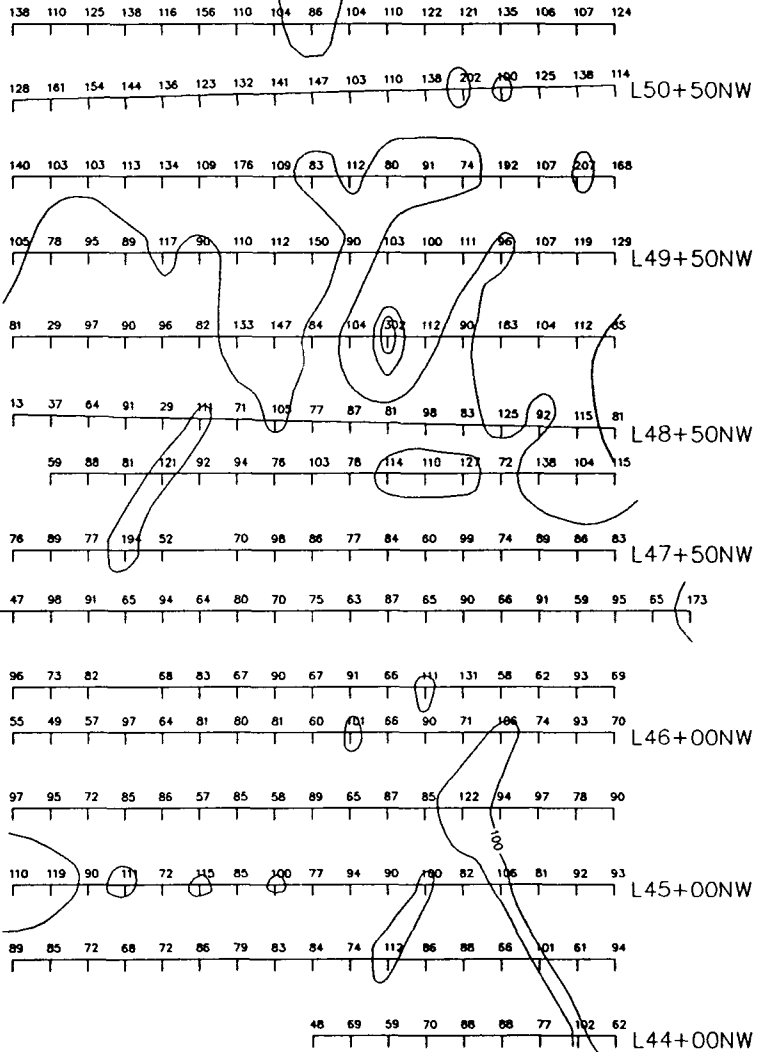 138 110 125 138 116 156 110 104 86 104 110 122 121 135 106 107 124
128 161 154 144 136 123 132 141 147 103 110 138 202 100 125 138 114 L50+50NW
140 103 103 113 134 109 176 109 83 112 80 91 74 192 107 207 168
105 78 95 89 117 90 110 112 150 90 103 100 111 96 107 119 129 L49+50NW
81 29 97 90 96 82 133 147 84 104 302 112 90 183 104 112 85
13 37 64 91 29 111 71 105 77 87 81 98 83 125 92 115 81 L48+50NW
59 88 81 121 92 94 76 103 78 114 110 127 72 138 104 115
76 89 77 194 52 70 98 86 77 84 60 99 74 89 86 83 L47+50NW
47 98 91 65 94 64 80 70 75 63 87 65 90 66 91 59 95 65 173
96 73 82 68 83 67 90 67 91 66 111 131 58 62 93 69
55 49 57 97 64 81 80 81 60 101 66 90 71 106 74 93 70 L46+00NW
97 95 72 85 86 57 85 58 89 65 87 85 122 94 97 78 90
100
110 119 90 111 72 115 85 100 77 94 90 100 82 106 81 92 93 L45+00NW
89 85 72 68 72 86 79 83 84 74 112 86 88 66 101 61 94
48 69 59 70 88 88 77 102 62 L44+00NW